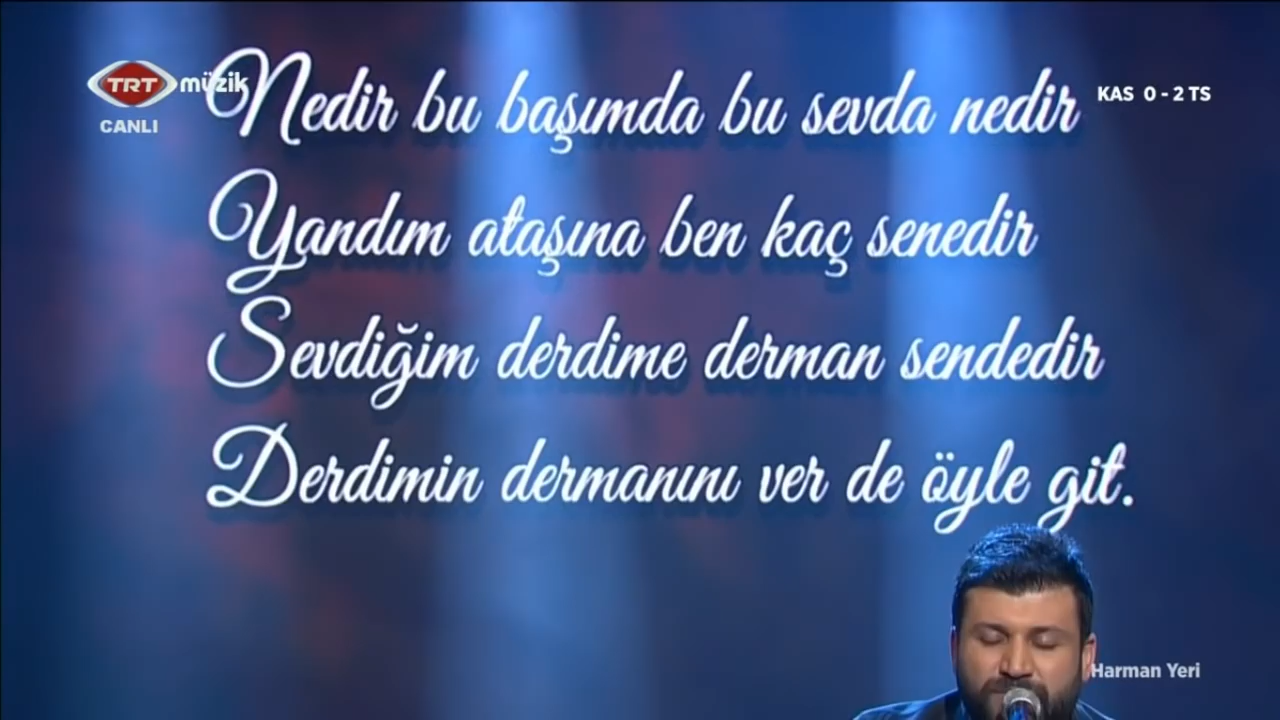 TRT müzik
CANLI
KAS 0 - 2 TS
Nedir bu başımda bu sevda nedir
Yandım ataşına ben kaç senedir
Sevdiğim derdime derman sendedir
Derdimin dermanını ver de öyle git.
Harman Yeri